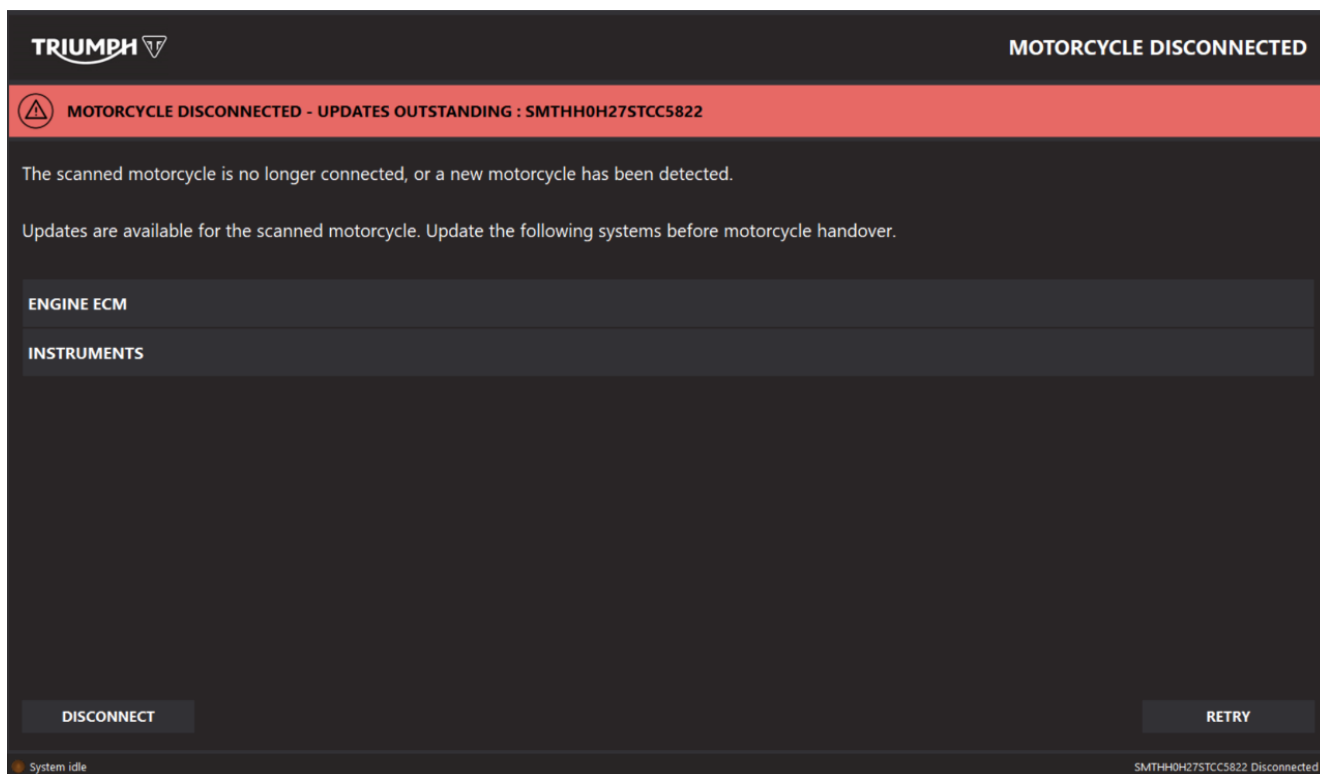 TRIUMPH
MOTORCYCLE DISCONNECTED
MOTORCYCLE DISCONNECTED - UPDATES OUTSTANDING : SMTHH0H27STCC5822
The scanned motorcycle is no longer connected, or a new motorcycle has been detected.
Updates are available for the scanned motorcycle. Update the following systems before motorcycle handover.
ENGINE ECM
INSTRUMENTS
DISCONNECT
RETRY
System idle
SMTHH0H27STCC5822 Disconnected